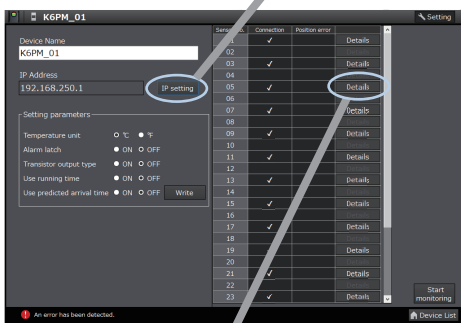 K6PM_01
Setting
Device Name
K6PM_01
IP Address
192.168.250.1
IP setting
Setting parameters
Temperature unit ℃ ℉
Alarm latch ON OFF
Transistor output type ON OFF
Use running time ON OFF
Use predicted arrival time ON OFF Write
Connection Position error
✓ Details
02
03 ✓ Details
04
05 ✓ Details
06
07 ✓ Details
08
09 ✓ Details
10
11 ✓ Details
12
13 ✓ Details
14
15 ✓ Details
16
17 ✓ Details
18
19 ✓ Details
20
21 ✓ Details
22
23 ✓ Details
Start
monitoring
An error has been detected.
Device List